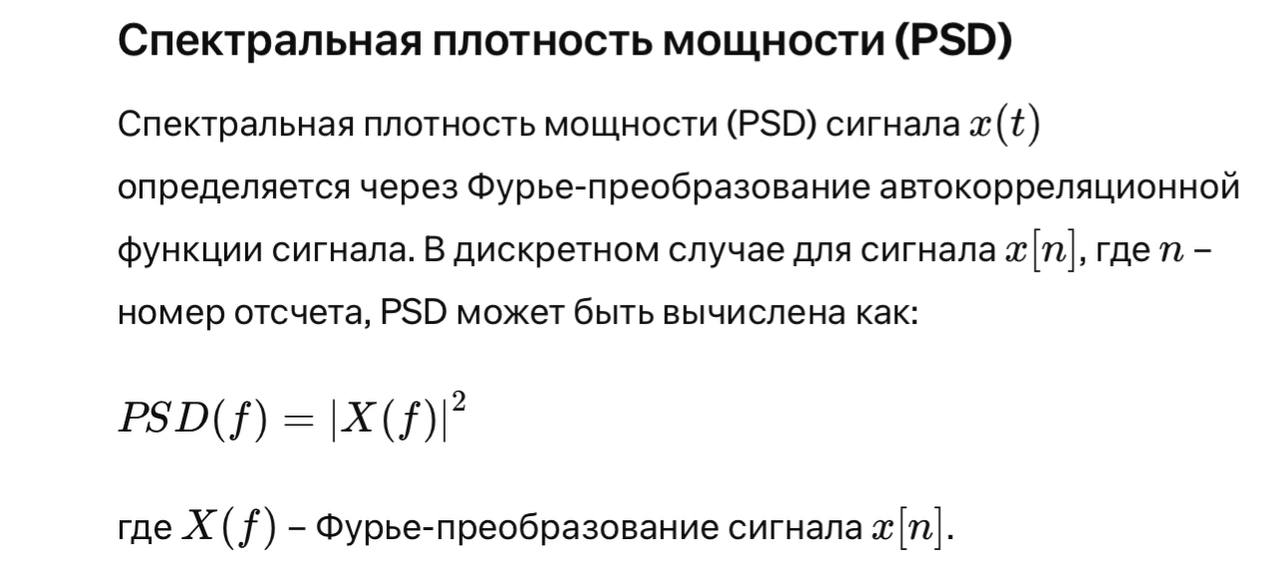 Спектральная плотность мощности (PSD)
Спектральная плотность мощности (PSD) сигнала x(t)
определяется через Фурье-преобразование автокорреляционной
функции сигнала. В дискретном случае для сигнала x[n], где n –
номер отсчета, PSD может быть вычислена как:
PSD(f) = |X(f)|²
где X(f) – Фурье-преобразование сигнала x[n].